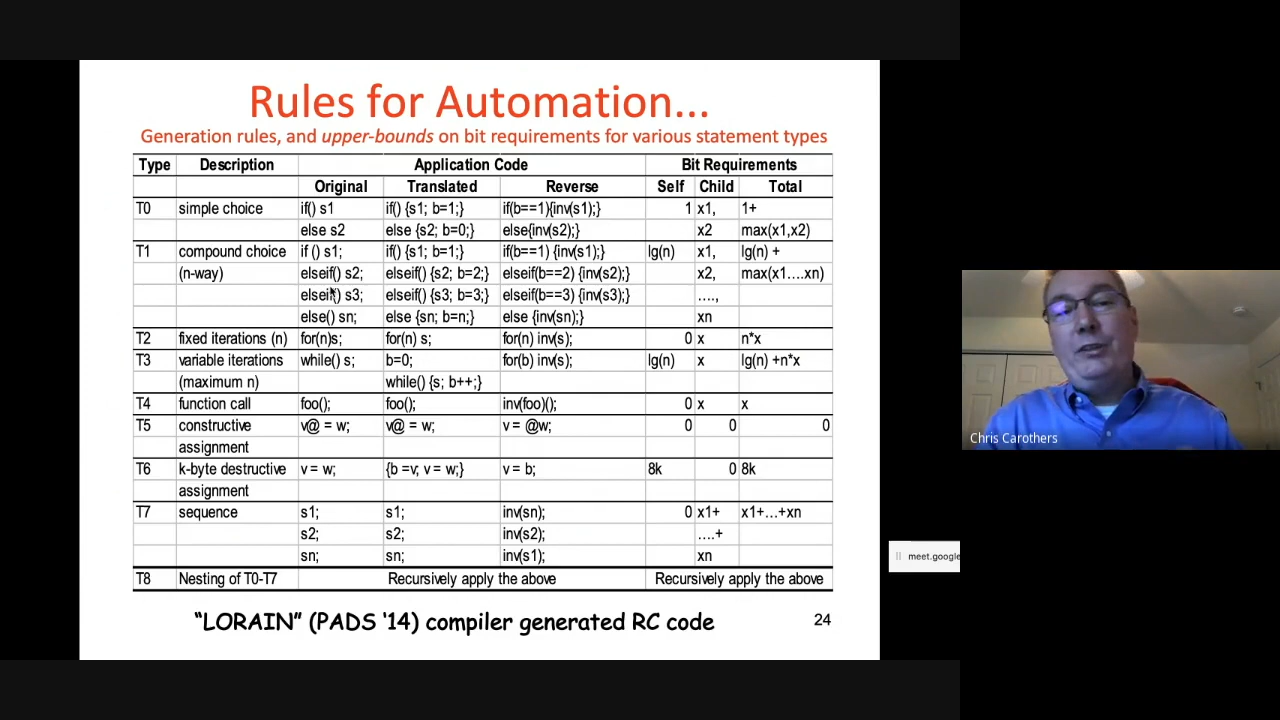 Rules for Automation...
Generation rules, and upper-bounds on bit requirements for various statement types
Type Description Application Code Bit Requirements
Original Translated Reverse Self Child Total
T0 simple choice if() s1 if() {s1; b=1;} if(b==1){inv(s1);} 1 x1, 1+
else s2 else {s2; b=0;} else{inv(s2);} x2 max(x1,x2)
T1 compound choice if () s1; if() {s1; b=1;} if(b==1) {inv(s1);} lg(n) x1, lg(n) +
(n-way) elseif() s2; elseif() {s2; b=2;} elseif(b==2) {inv(s2)} x2, max(x1....xn)
elseif() s3; elseif() {s3; b=3;} elseif(b==3) {inv(s3)} ....,
else() sn; else {sn; b=n;} else {inv(sn);} xn
T2 fixed iterations (n) for(n)s; for(n) s; for(n) inv(s); 0 x n*x
T3 variable iterations while() s; b=0; for(b) inv(s); lg(n) x lg(n) +n*x
(maximum n) while() {s; b++;}
T4 function call foo(); foo(); inv(foo)(); 0 x x
T5 constructive v@ = w; v@ = w; v = @w; 0 0 0
assignment
T6 k-byte destructive v = w; {b =v; v = w;} v = b; 8k 0 8k
assignment
T7 sequence s1; s1; inv(sn); 0 x1+ x1+...+xn
s2; s2; inv(s2); ....+
sn; sn; inv(s1); xn
T8 Nesting of T0-T7 Recursively apply the above Recursively apply the above
"LORAIN" (PADS '14) compiler generated RC code
24
Chris Carothers
meet.google